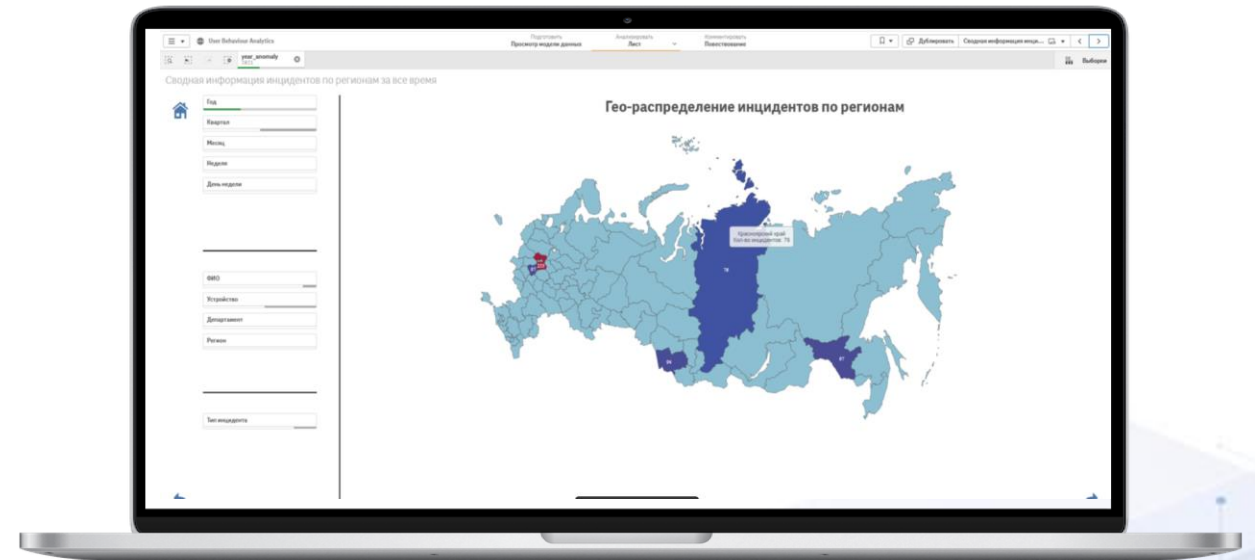 User Behaviour Analytics
Подготовить
Просмотр модели данных
Анализировать
Лист
Комментировать
Повествование
Дублировать
Сводная информация инци...
year_anomaly
Выборки
Сводная информация инцидентов по регионам за все время
Год
Квартал
Месяц
Неделя
День недели
ФИО
Устройство
Департамент
Регион
Тип инцидента
Гео-распределение инцидентов по регионам
Красноярский край
Кол-во инцидентов: 78
78